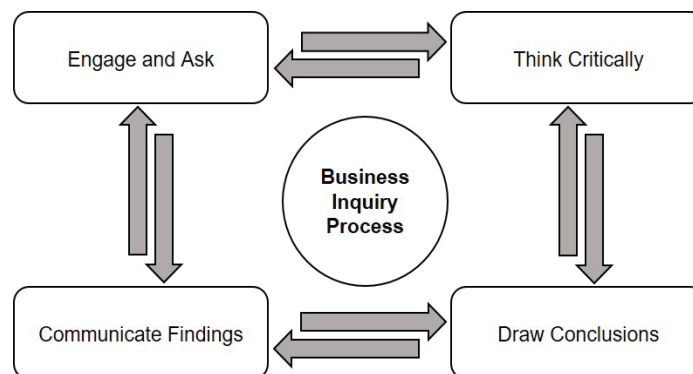 Engage and Ask
Think Critically
Business
Inquiry
Process
Communicate Findings
Draw Conclusions